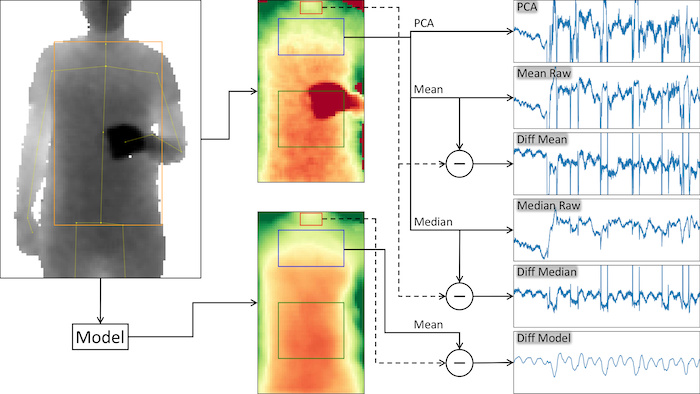 PCA
PCA
Mean
Mean Raw
Diff Mean
Median
Median Raw
Diff Median
Model
Mean
Diff Model